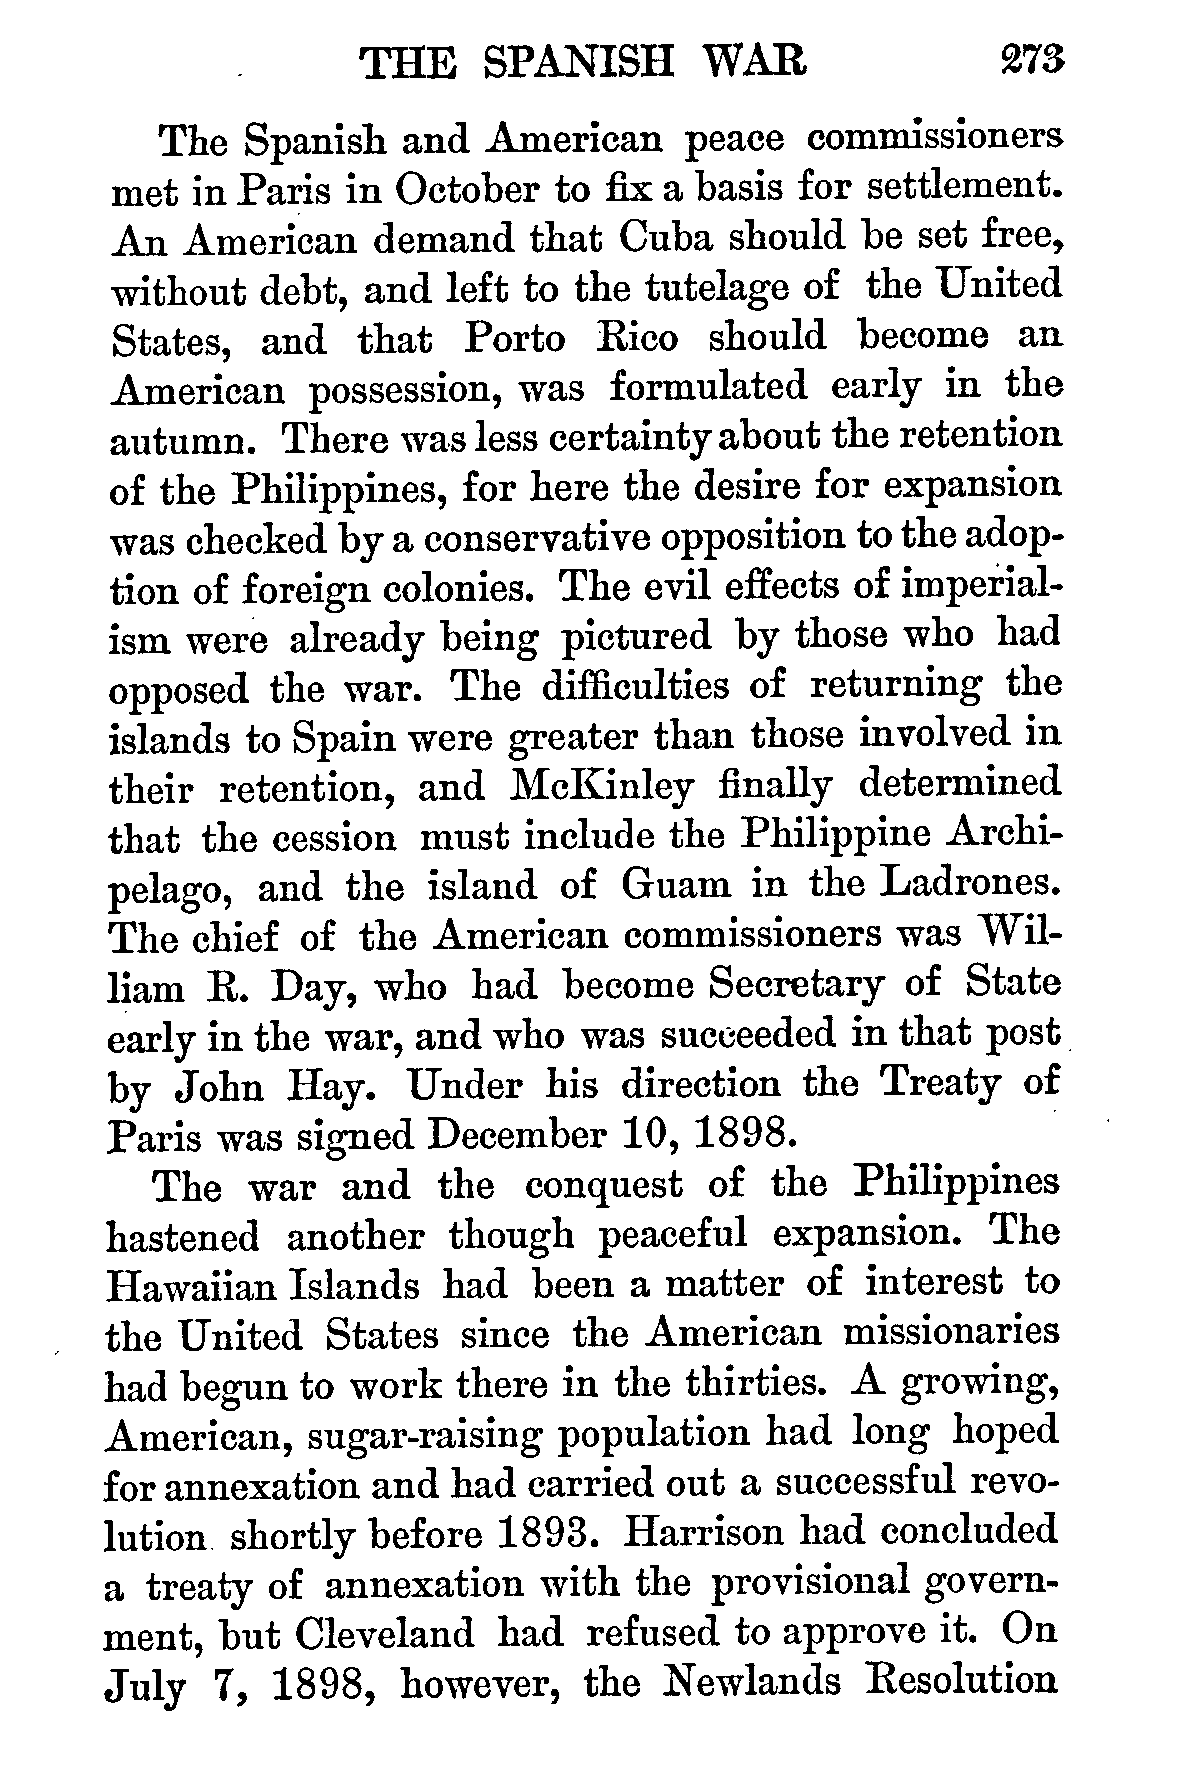 THE SPANISH WAR 273
The Spanish and American peace commissioners
met in Paris in October to fix a basis for settlement.
An American demand that Cuba should be set free,
without debt, and left to the tutelage of the United
States, and that Porto Rico should become an
American possession, was formulated early in the
autumn. There was less certainty about the retention
of the Philippines, for here the desire for expansion
was checked by a conservative opposition to the adop-
tion of foreign colonies. The evil effects of imperial-
ism were already being pictured by those who had
opposed the war. The difficulties of returning the
islands to Spain were greater than those involved in
their retention, and McKinley finally determined
that the cession must include the Philippine Archi-
pelago, and the island of Guam in the Ladrones.
The chief of the American commissioners was Wil-
liam R. Day, who had become Secretary of State
early in the war, and who was succeeded in that post
by John Hay. Under his direction the Treaty of
Paris was signed December 10, 1898.
The war and the conquest of the Philippines
hastened another though peaceful expansion. The
Hawaiian Islands had been a matter of interest to
the United States since the American missionaries
had begun to work there in the thirties. A growing,
American, sugar-raising population had long hoped
for annexation and had carried out a successful revo-
lution shortly before 1893. Harrison had concluded
a treaty of annexation with the provisional govern-
ment, but Cleveland had refused to approve it. On
July 7, 1898, however, the Newlands Resolution